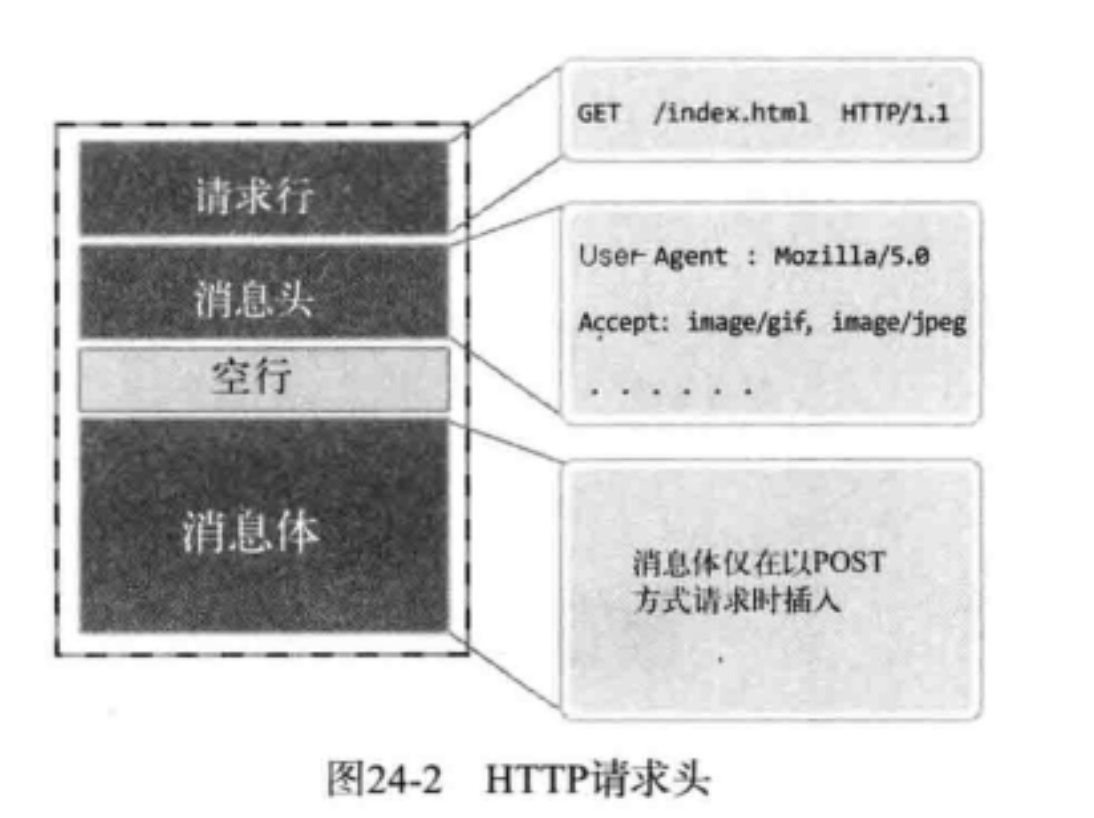 请求行
GET /index.html HTTP/1.1
消息头
User-Agent : Mozilla/5.0
Accept: image/gif, image/jpeg
. . . . . .
空行
消息体
消息体仅在以POST
方式请求时插入
图24-2 HTTP请求头